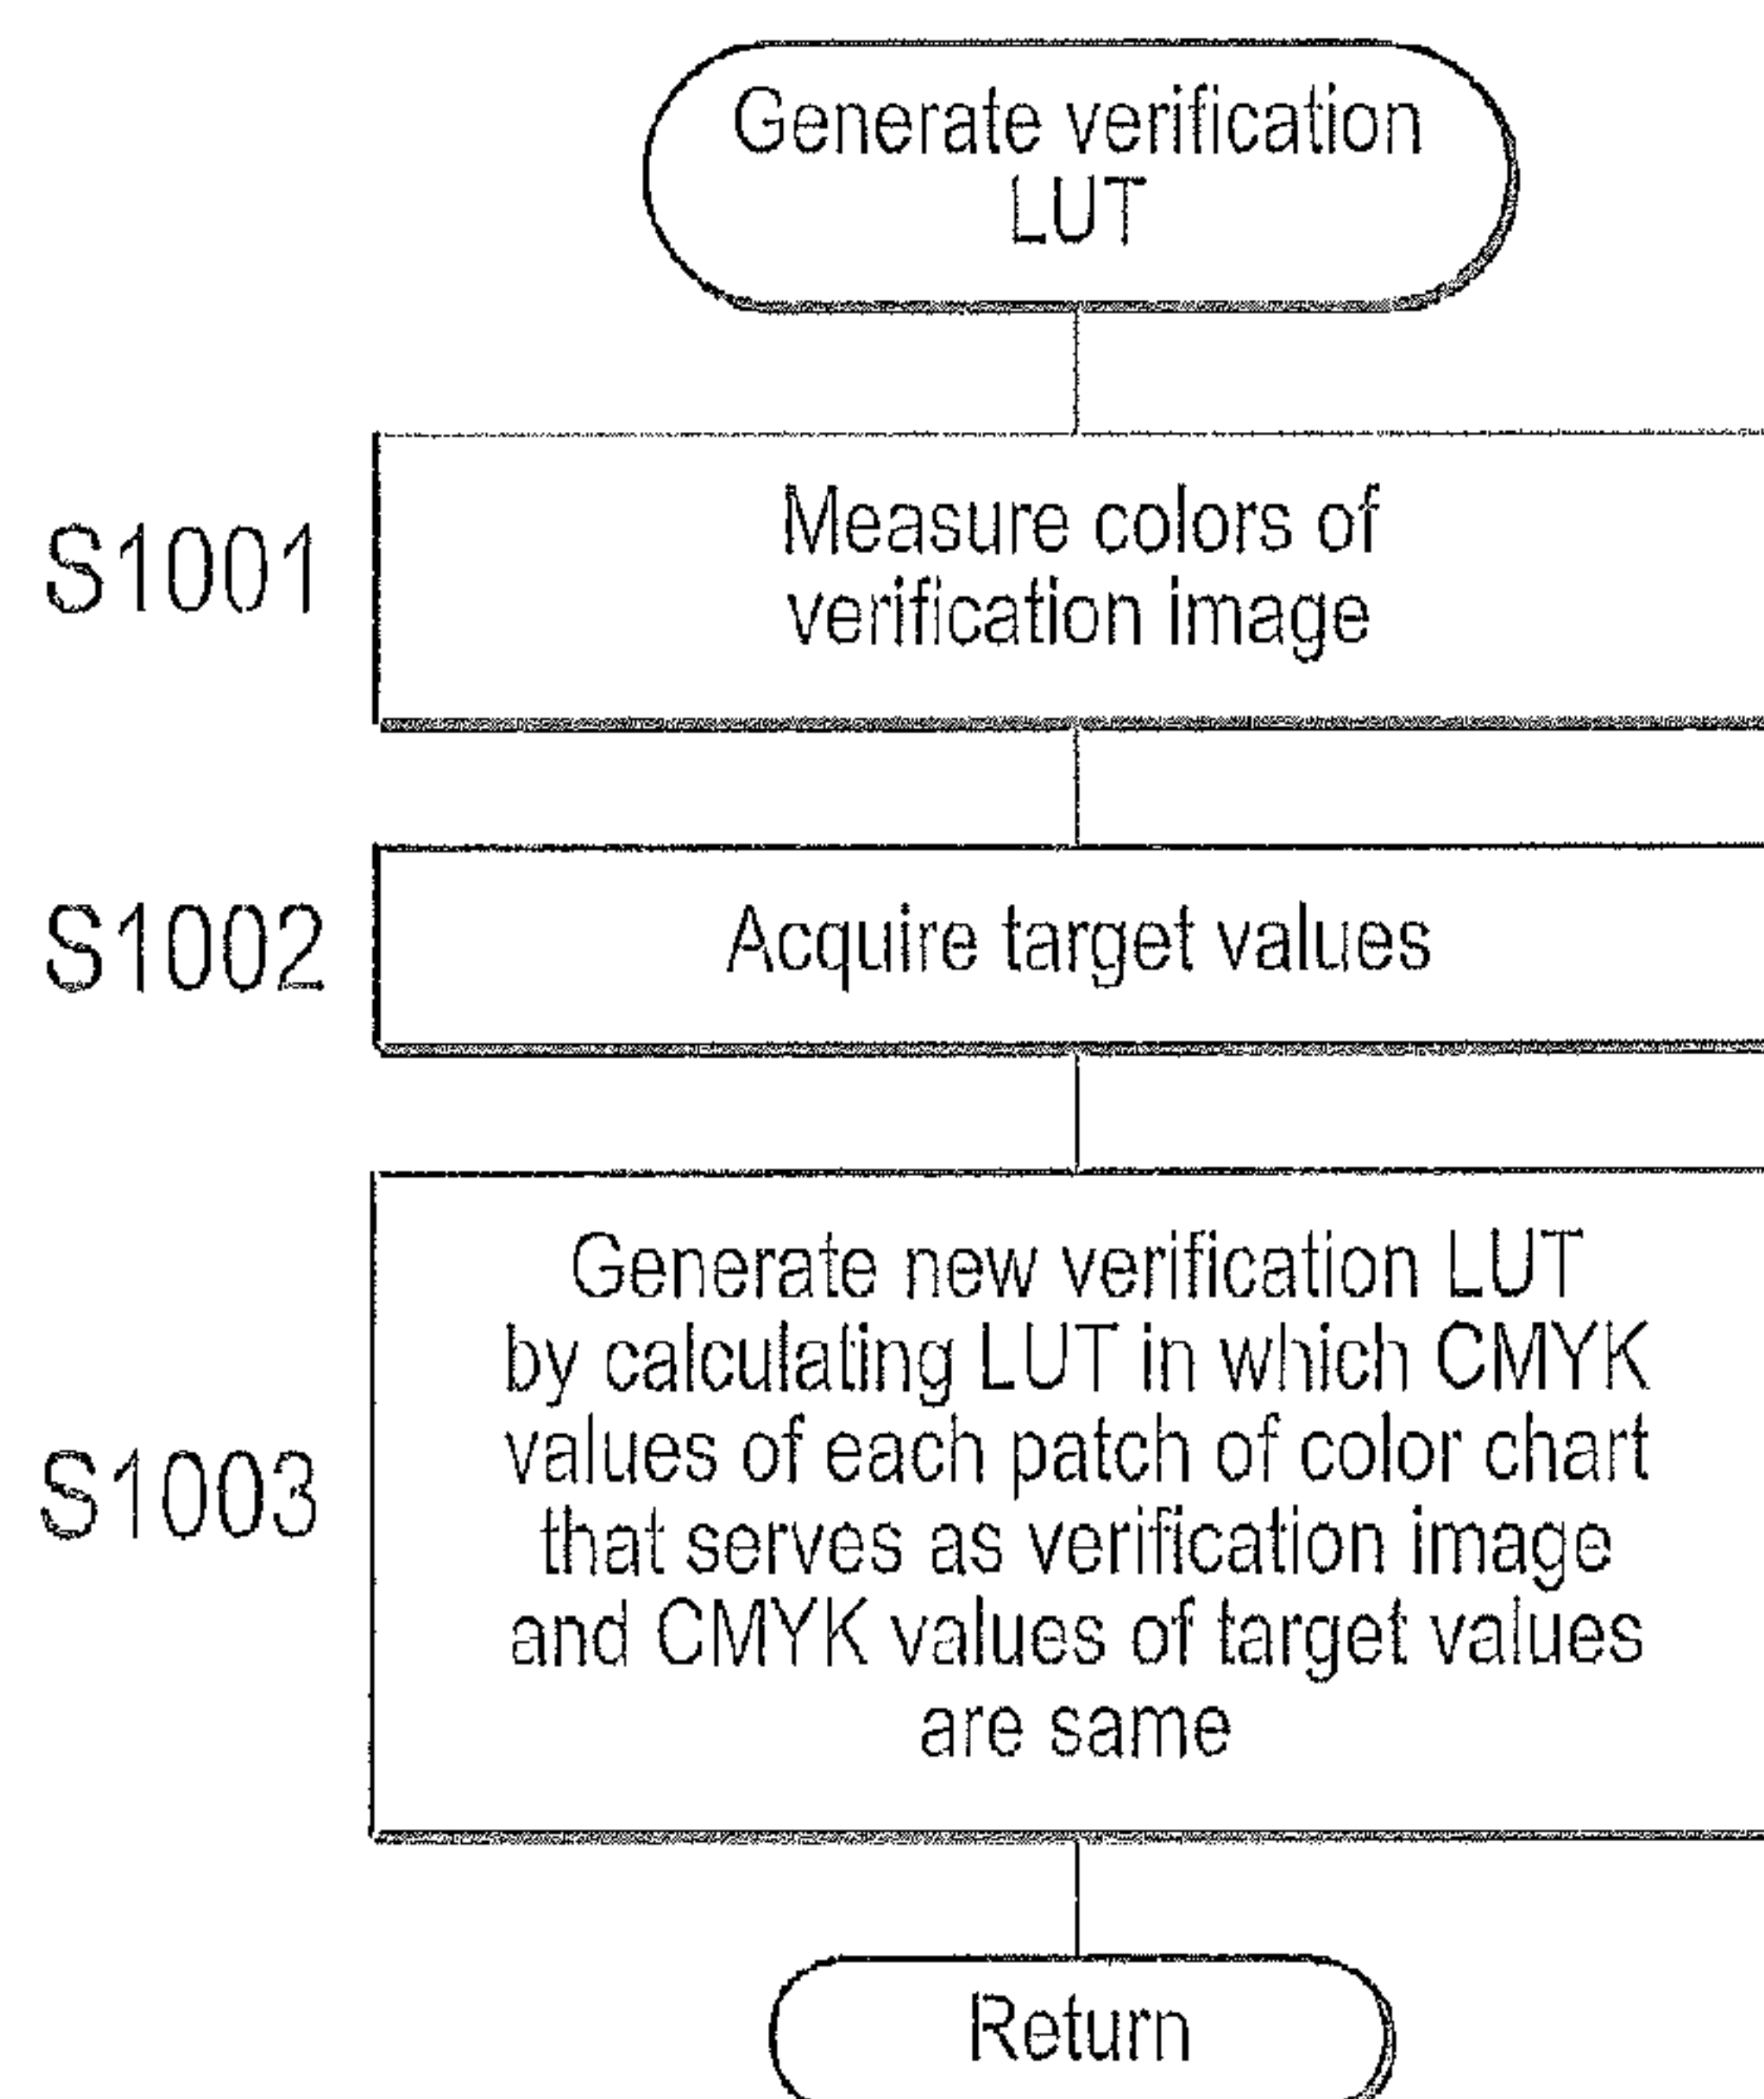 Generate verification
LUT
S1001
Measure colors of
verification image
S1002
Acquire target values
S1003
Generate new verification LUT
by calculating LUT in which CMYK
values of each patch of color chart
that serves as verification image
and CMYK values of target values
are same
Return